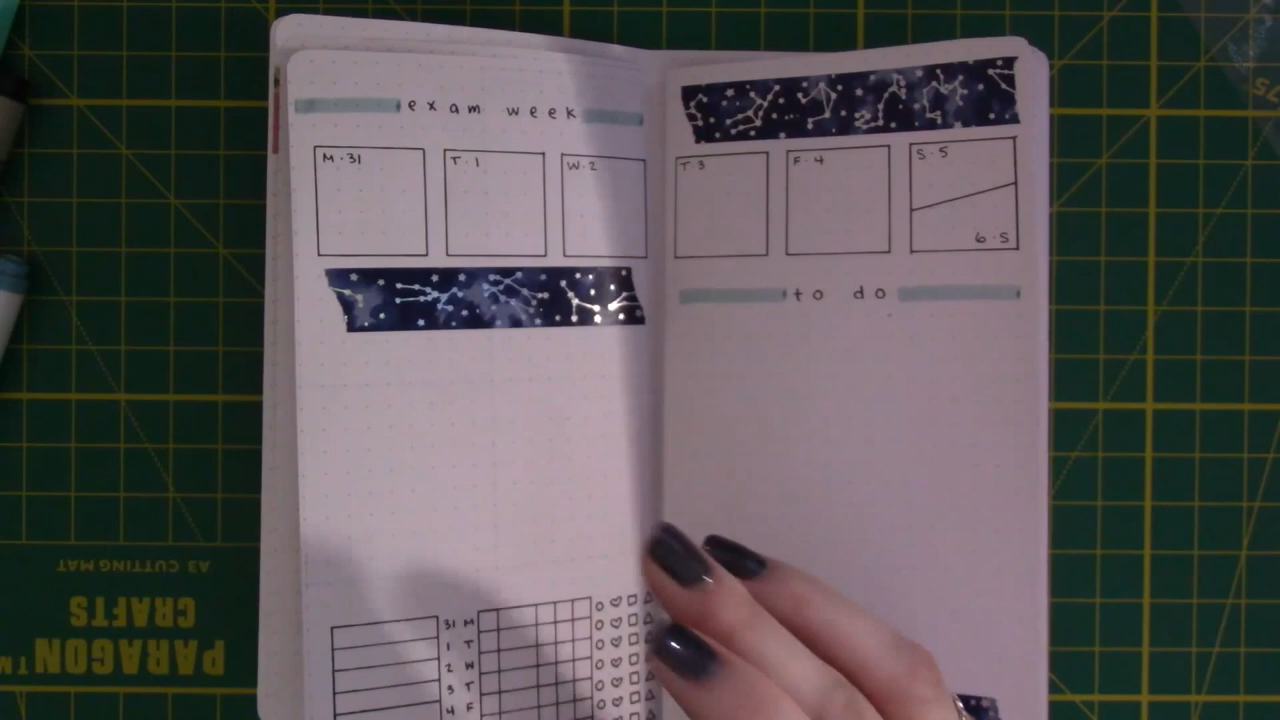 exam week
M·31
T·1
W·2
T·3
F·4
S·5
6·S
to do
31 M
1 T
2 W
3 T
4 F
A3 CUTTING MAT
CRAFTS
PARAGON™